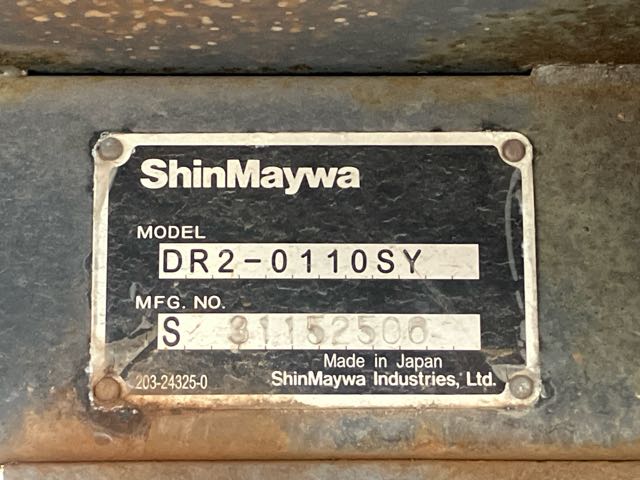 ShinMaywa
MODEL
DR2-0110SY
MFG. NO.
S 31152506
Made in Japan
203-24325-0
ShinMaywa Industries, Ltd.